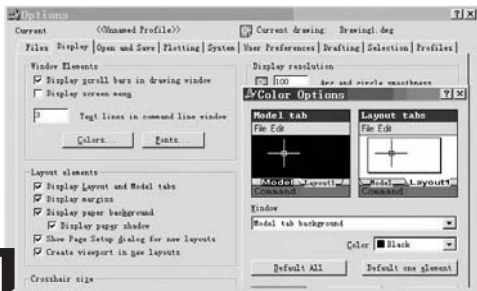 Options
Current <<Unnamed Profile>> Current drawing: Drawing1.dwg
Files Display Open and Save Plotting System User Preferences Drafting Selection Profiles
Window Elements
Display scroll bars in drawing window
Display screen menu
3 Text lines in command line window
Colors... Fonts...
Layout elements
Display Layout and Model tabs
Display margins
Display paper background
Display paper shadow
Show Page Setup dialog for new layouts
Create viewport in new layouts
Crosshair size
Display resolution
100 Arc and circle smoothness
Color Options
Model tab Layout tabs
File Edit File Edit
Model Layout1 Model Layout1
Command: Command:
Window
Model tab background
Color Black
Default All Default one element